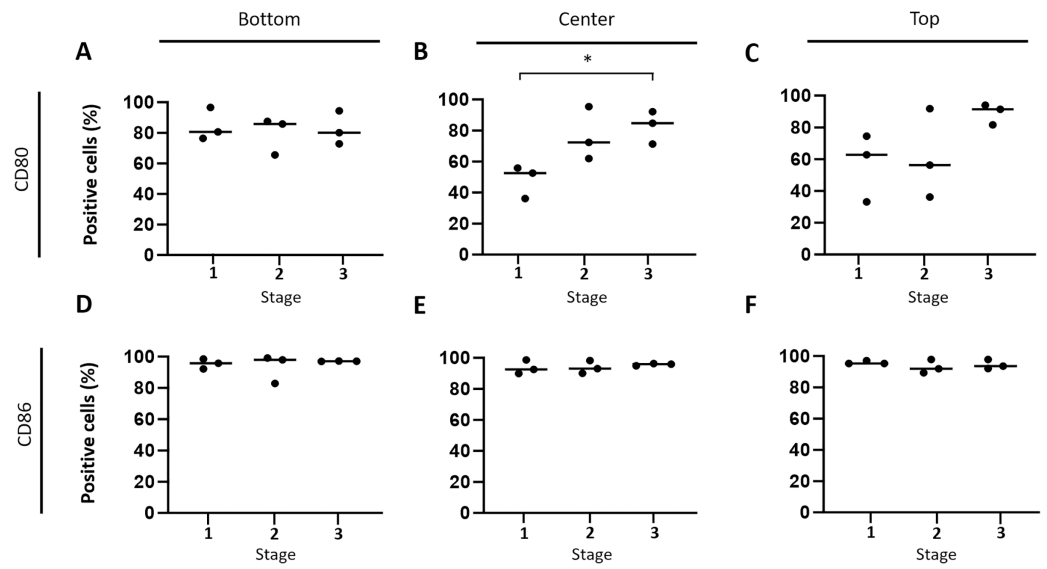 Bottom Center Top
A B C
*
CD80
Positive cells (%)
100 100 100
80 80 80
60 60 60
40 40 40
20 20 20
0 0 0
1 2 3 1 2 3 1 2 3
Stage Stage Stage
D E F
CD86
Positive cells (%)
100 100 100
80 80 80
60 60 60
40 40 40
20 20 20
0 0 0
1 2 3 1 2 3 1 2 3
Stage Stage Stage